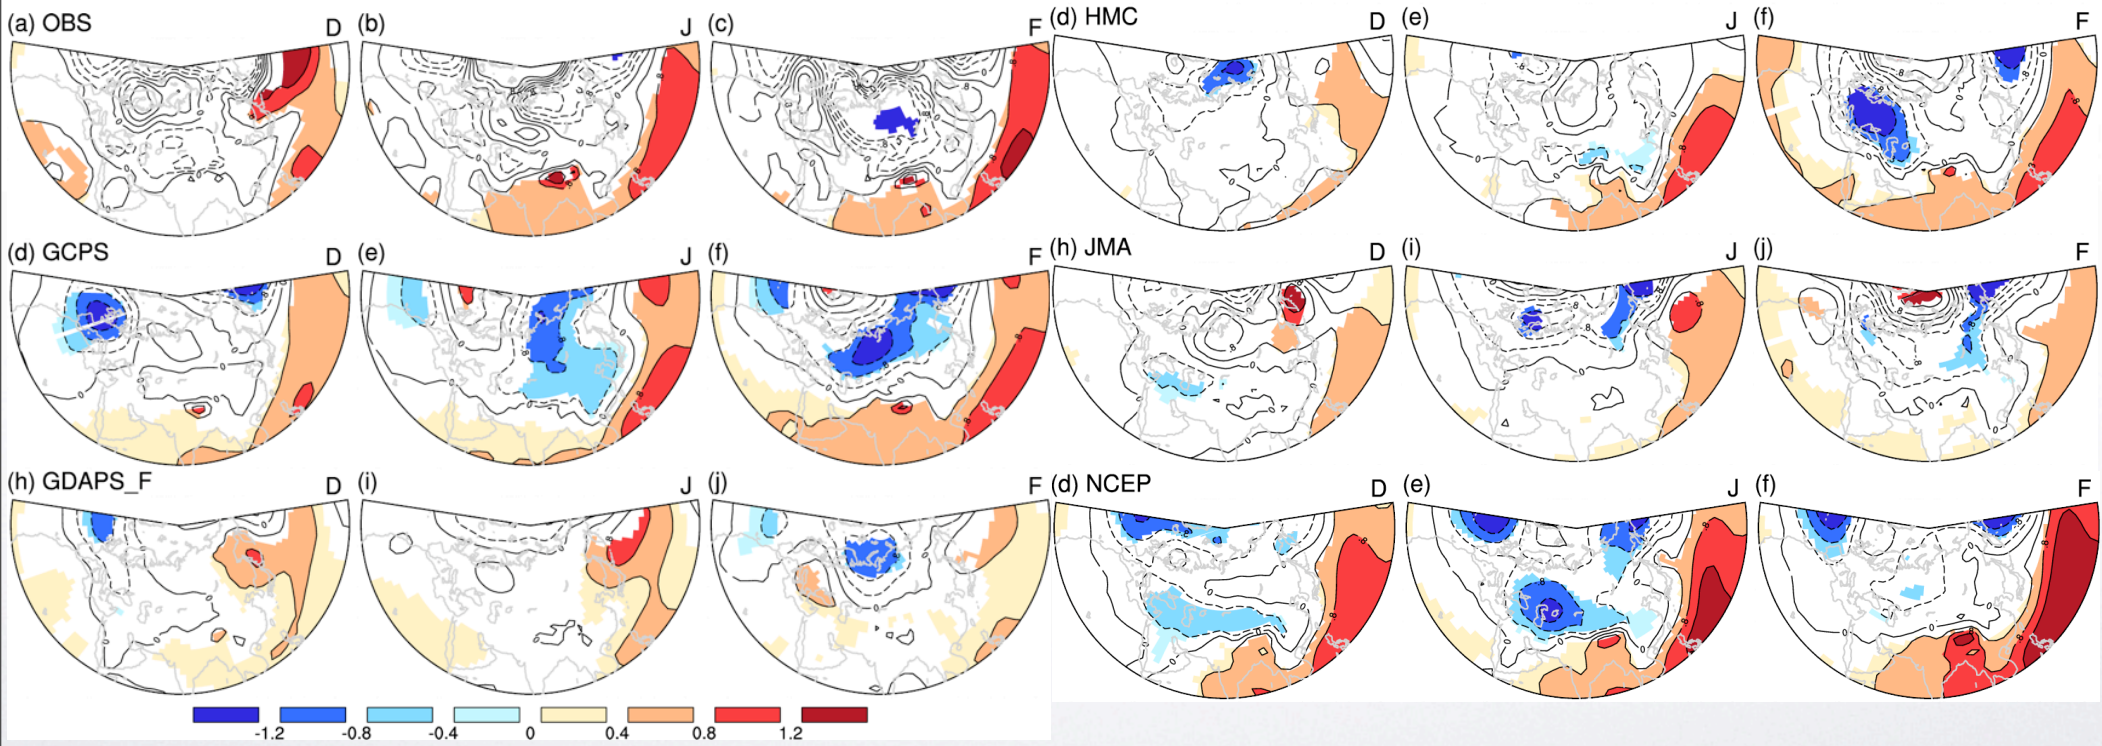 (a) OBS D (b) J (c) F (d) HMC D (e) J (f) F
(d) GCPS D (e) J (f) F (h) JMA D (i) J (j) F
(h) GDAPS_F D (i) J (j) F (d) NCEP D (e) J (f) F
-1.2 -0.8 -0.4 0 0.4 0.8 1.2